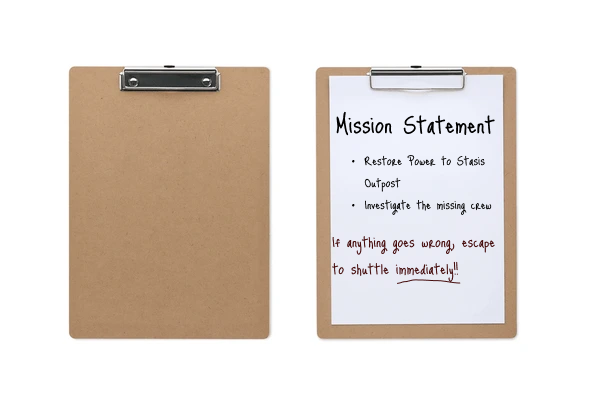 Mission Statement
• Restore Power to Stasis
Outpost
• Investigate the missing crew
If anything goes wrong, escape
to shuttle immediately!!